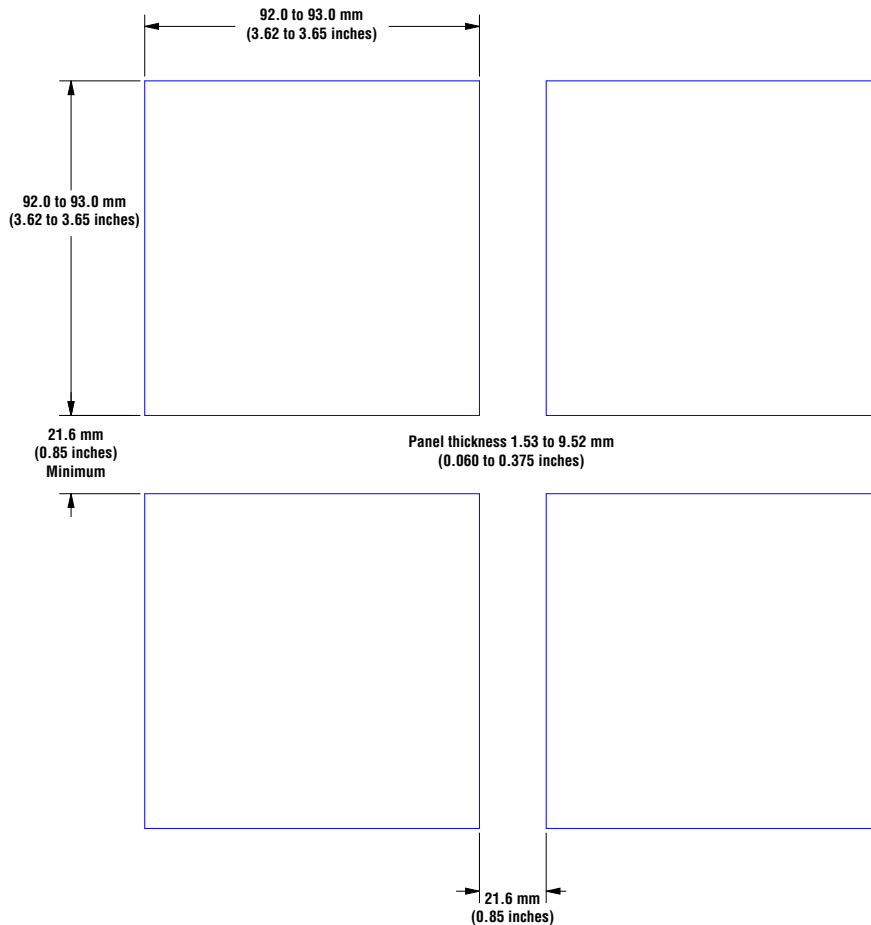 92.0 to 93.0 mm
(3.62 to 3.65 inches)
92.0 to 93.0 mm
(3.62 to 3.65 inches)
21.6 mm
(0.85 inches)
Minimum
Panel thickness 1.53 to 9.52 mm
(0.060 to 0.375 inches)
21.6 mm
(0.85 inches)